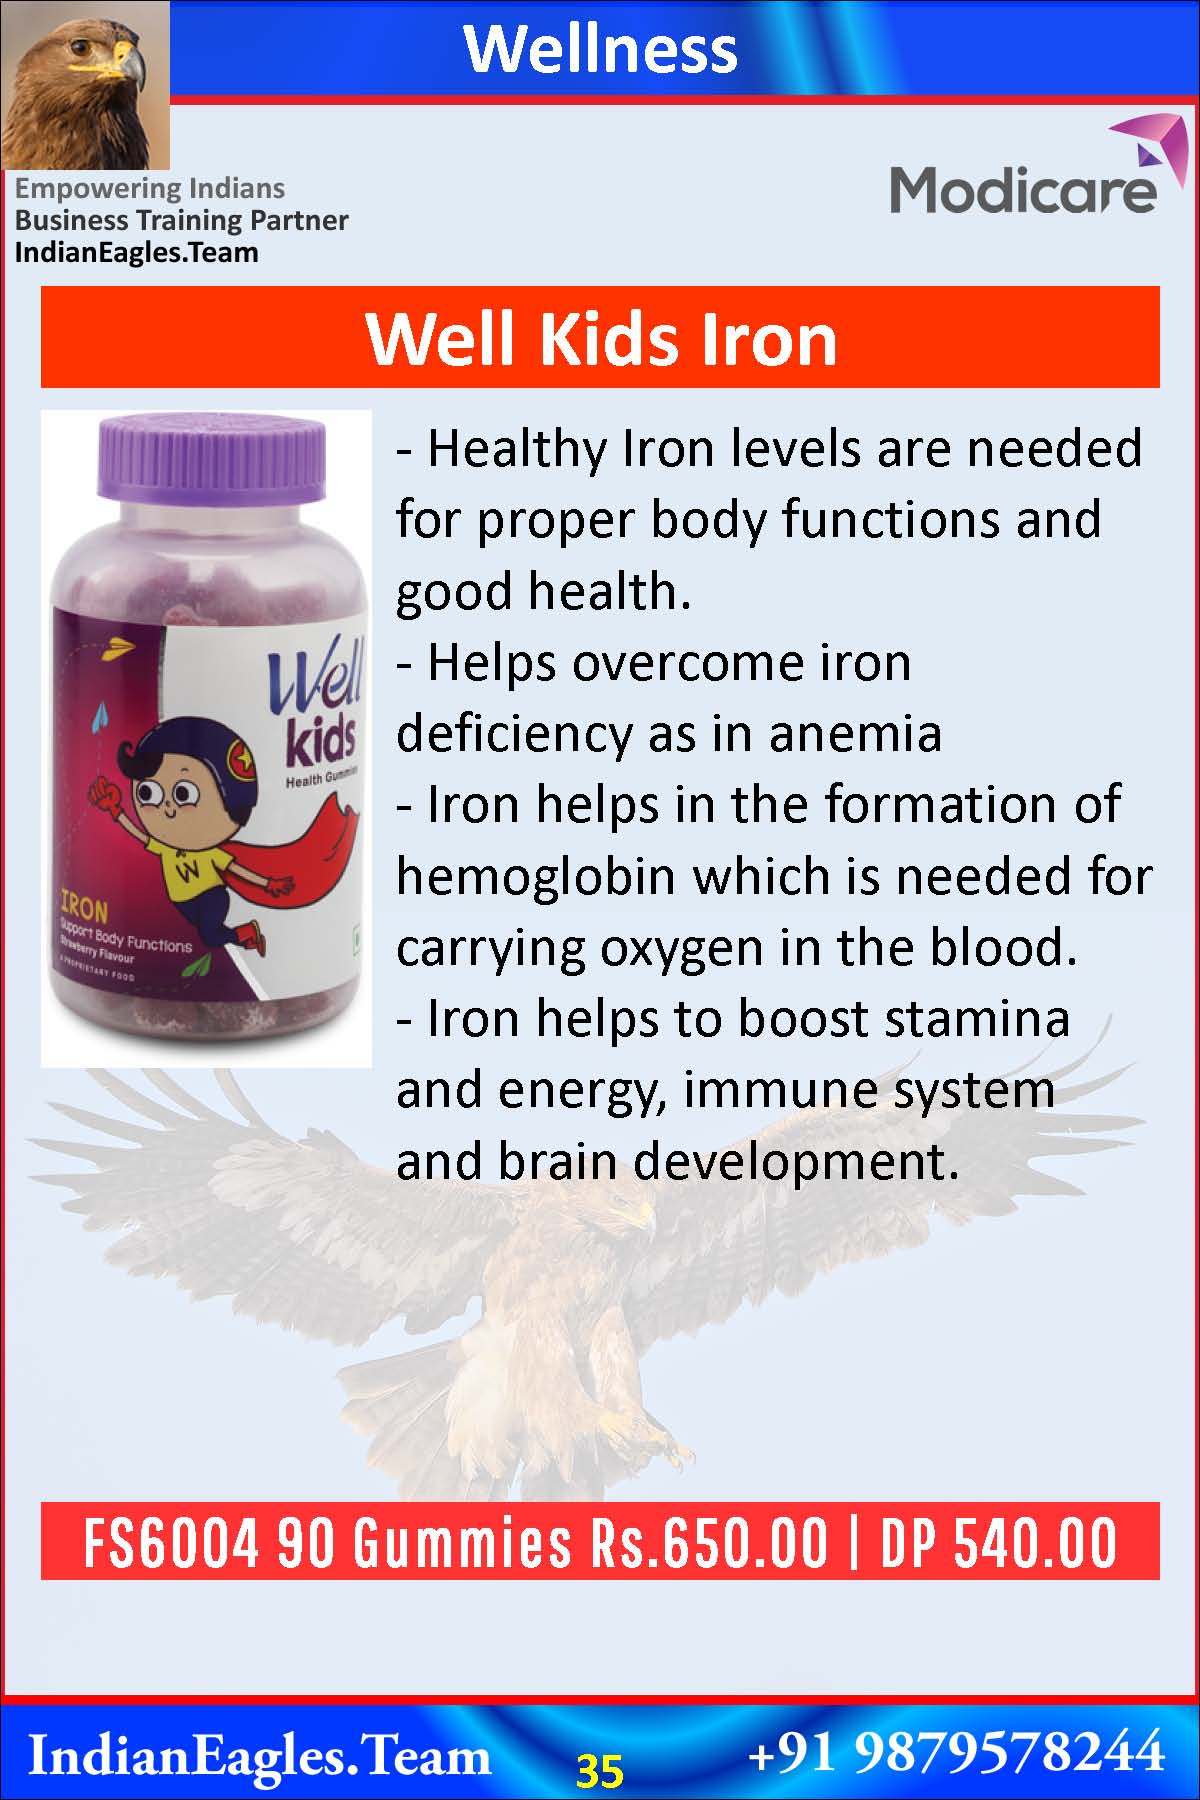 Wellness
Modicare
Empowering Indians
Business Training Partner
IndianEagles.Team
Well Kids Iron
- Healthy Iron levels are needed
for proper body functions and
good health.
- Helps overcome iron
deficiency as in anemia
- Iron helps in the formation of
hemoglobin which is needed for
carrying oxygen in the blood.
- Iron helps to boost stamina
and energy, immune system
and brain development.
Well
kids
Health Gummies
W
IRON
Support Body Functions
Strawberry Flavour
A PROPRIETARY FOOD
FS6004 90 Gummies Rs.650.00 | DP 540.00
IndianEagles.Team
35
+91 9879578244